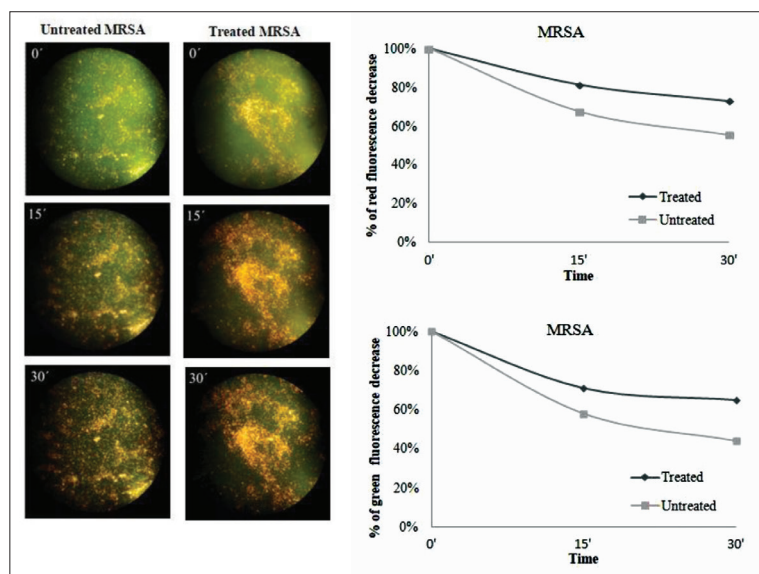 Untreated MRSA
Treated MRSA
0´
0´
15´
15´
30´
30´
MRSA
% of red fluorescence decrease
100%
80%
60%
40%
20%
0%
Treated
Untreated
0'
15'
30'
Time
MRSA
% of green fluorescence decrease
100%
80%
60%
40%
20%
0%
Treated
Untreated
0'
15'
30'
Time